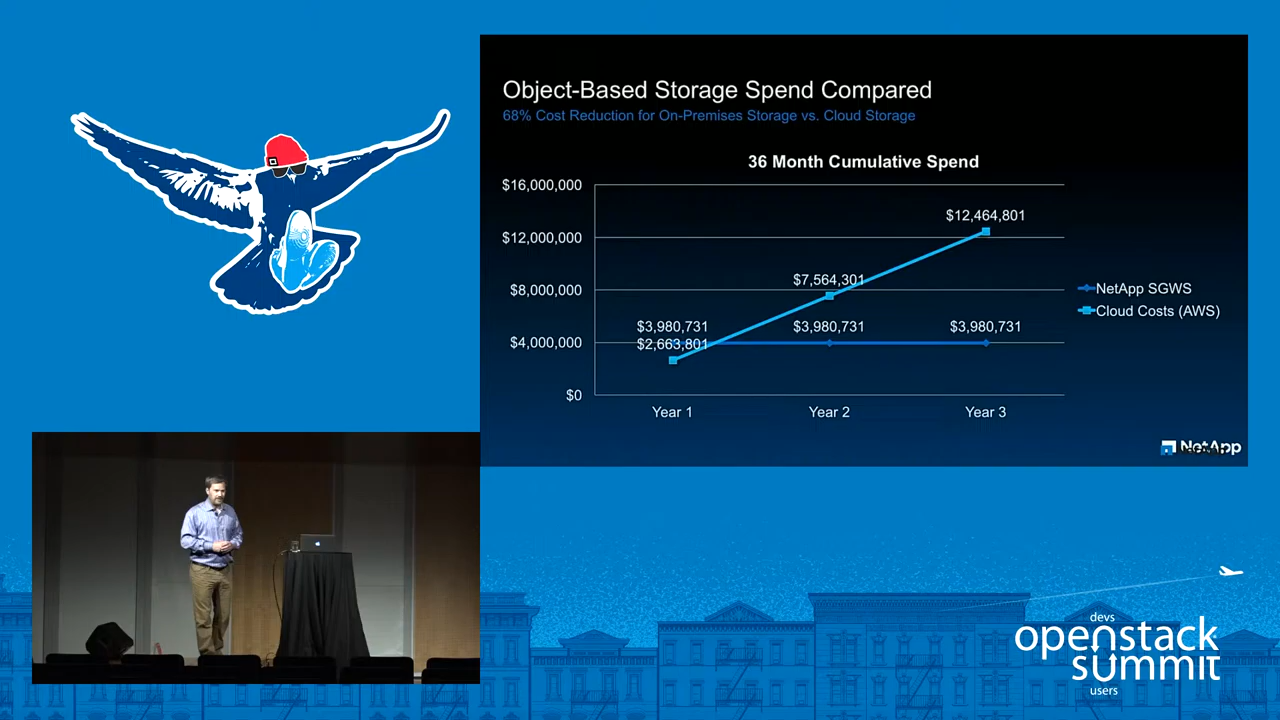 Object-Based Storage Spend Compared
68% Cost Reduction for On-Premises Storage vs. Cloud Storage
36 Month Cumulative Spend
$16,000,000
$12,000,000
$8,000,000
$4,000,000
$0
$12,464,801
$7,564,301
$3,980,731
$3,980,731
$3,980,731
$2,663,801
Year 1
Year 2
Year 3
NetApp SGWS
Cloud Costs (AWS)
NetApp
devs
openstack
summit
users